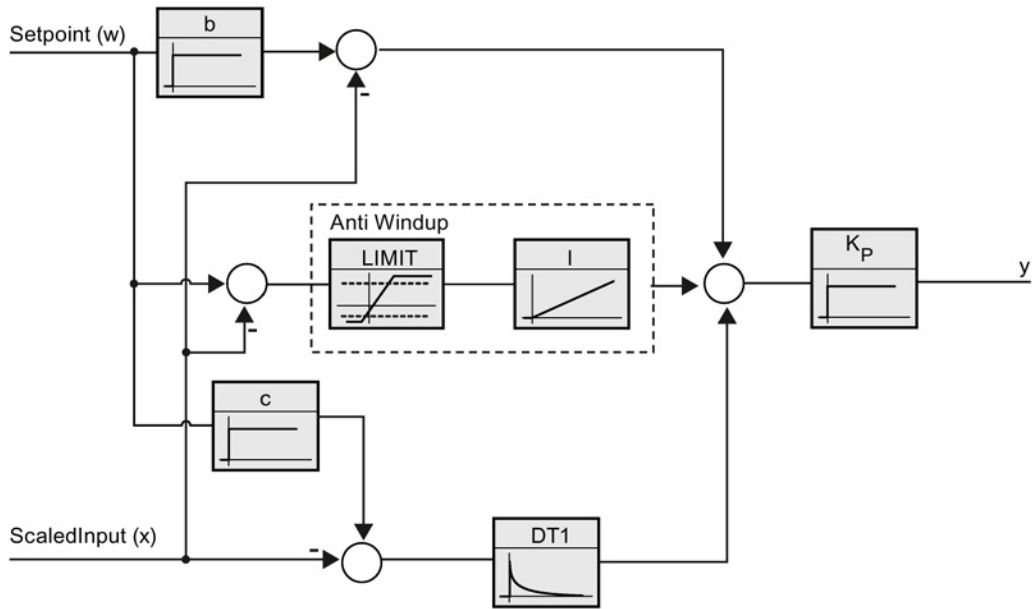 Setpoint (w)
b
-
Anti Windup
LIMIT
I
K_P
y
-
c
ScaledInput (x)
-
DT1